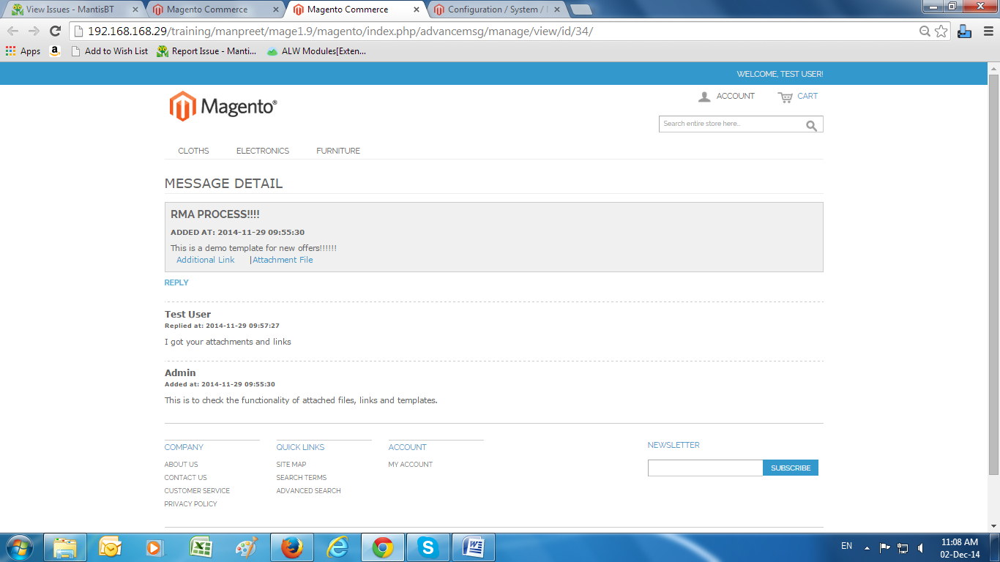 View Issues - MantisBT
Magento Commerce
Magento Commerce
Configuration / System /
192.168.168.29/training/manpreet/mage1.9/magento/index.php/advancemsg/manage/view/id/34/
Apps
Add to Wish List
Report Issue - Manti...
ALW Modules[Exten...
WELCOME, TEST USER!
Magento®
ACCOUNT
CART
Search entire store here...
CLOTHS
ELECTRONICS
FURNITURE
MESSAGE DETAIL
RMA PROCESS!!!!
ADDED AT: 2014-11-29 09:55:30
This is a demo template for new offers!!!!!!
Additional Link |Attachment File
REPLY
Test User
Replied at: 2014-11-29 09:57:27
I got your attachments and links
Admin
Added at: 2014-11-29 09:55:30
This is to check the functionality of attached files, links and templates.
COMPANY
ABOUT US
CONTACT US
CUSTOMER SERVICE
PRIVACY POLICY
QUICK LINKS
SITE MAP
SEARCH TERMS
ADVANCED SEARCH
ACCOUNT
MY ACCOUNT
NEWSLETTER
SUBSCRIBE
EN
11:08 AM
02-Dec-14